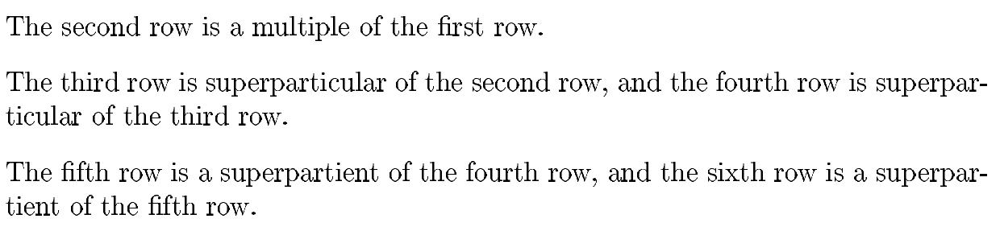 The second row is a multiple of the first row.
The third row is superparticular of the second row, and the fourth row is superpar-
ticular of the third row.
The fifth row is a superpartient of the fourth row, and the sixth row is a superpar-
tient of the fifth row.